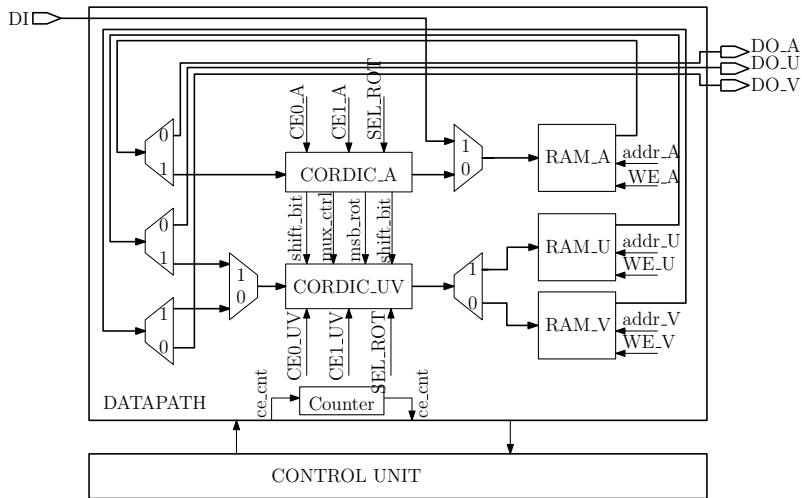 DI
DO_A
DO_U
DO_V
CE0_A
CE1_A
SEL_ROT
0
1
1
0
CORDIC_A
RAM_A
addr_A
WE_A
shift_bit
mux_ctrl
msb_rot
shift_bit
0
1
1
0
CORDIC_UV
1
0
RAM_U
addr_U
WE_U
1
0
CE0_UV
CE1_UV
SEL_ROT
RAM_V
addr_V
WE_V
ce_cnt
Counter
ce_cnt
DATAPATH
CONTROL UNIT